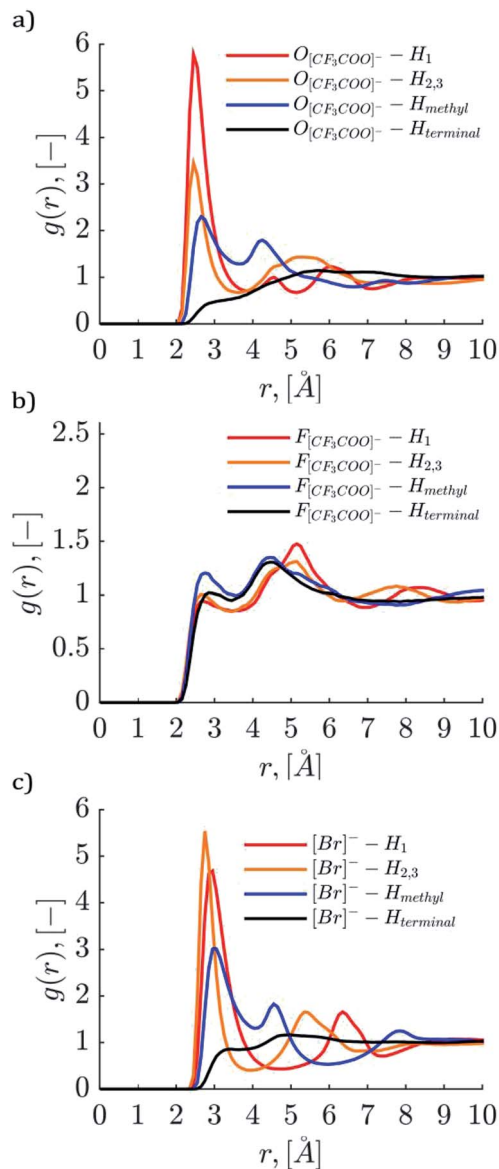 a)
6
5
4
3
2
1
0
g(r), [−]
O[CF₃COO]⁻ − H₁
O[CF₃COO]⁻ − H₂,₃
O[CF₃COO]⁻ − Hmethyl
O[CF₃COO]⁻ − Hterminal
0 1 2 3 4 5 6 7 8 9 10
r, [Å]
b)
2.5
2
1.5
1
0.5
0
g(r), [−]
F[CF₃COO]⁻ − H₁
F[CF₃COO]⁻ − H₂,₃
F[CF₃COO]⁻ − Hmethyl
F[CF₃COO]⁻ − Hterminal
0 1 2 3 4 5 6 7 8 9 10
r, [Å]
c)
6
5
4
3
2
1
0
g(r), [−]
[Br]⁻ − H₁
[Br]⁻ − H₂,₃
[Br]⁻ − Hmethyl
[Br]⁻ − Hterminal
0 1 2 3 4 5 6 7 8 9 10
r, [Å]